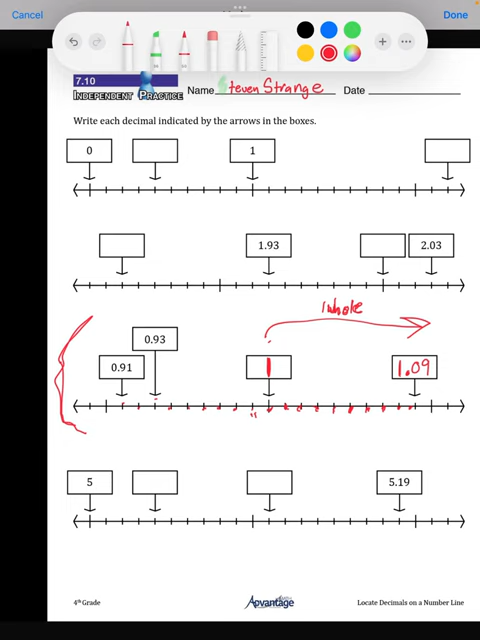 Cancel
Done
7.10
INDEPENDENT PRACTICE
Name Steven Strange Date
Write each decimal indicated by the arrows in the boxes.
0
1
1.93
2.03
1 whole
0.93
0.91
1
1.09
5
5.19
4th Grade
Advantage
Locate Decimals on a Number Line